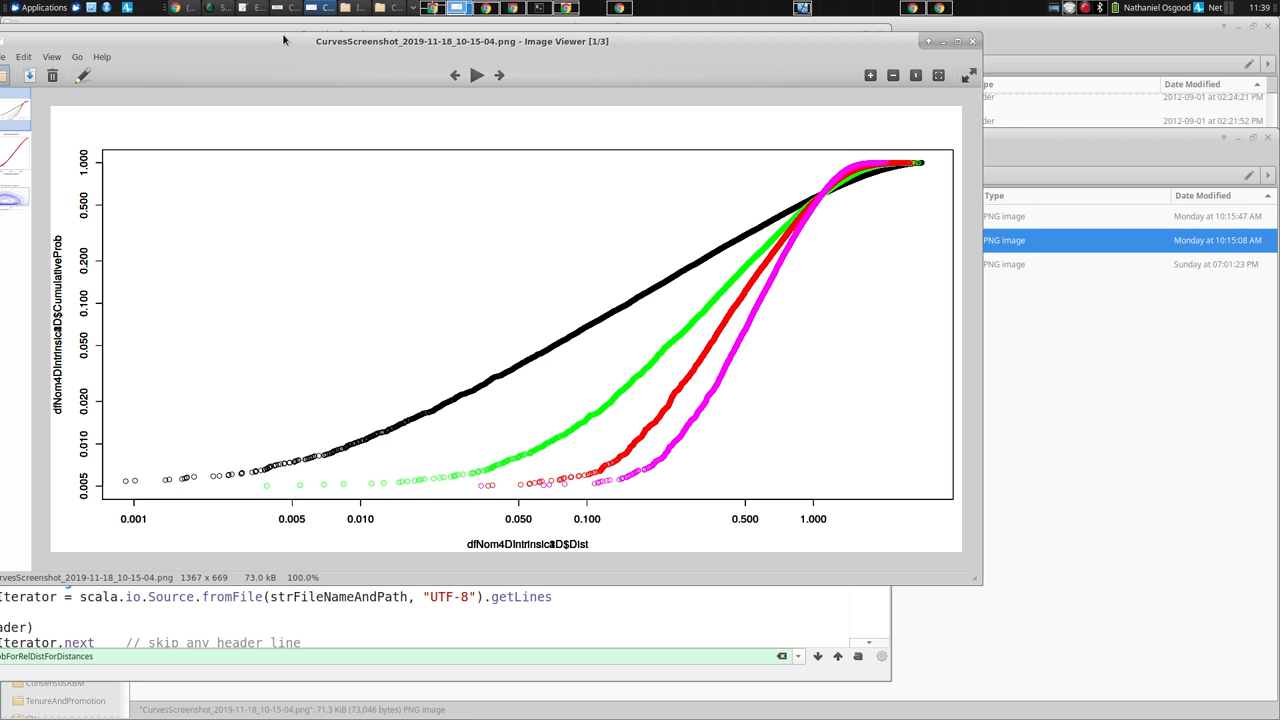 Applications
Nathaniel Osgood
Net
11:39
CurvesScreenshot_2019-11-18_10-15-04.png - Image Viewer [1/3]
Edit View Go Help
Date Modified
2012-09-01 at 02:24:21 PM
2012-09-01 at 02:21:52 PM
Type Date Modified
PNG image Monday at 10:15:47 AM
PNG image Monday at 10:15:08 AM
PNG image Sunday at 07:01:23 PM
1.000
0.500
0.200
0.100
0.050
0.020
0.010
0.005
0.001 0.005 0.010 0.050 0.100 0.500 1.000
rvesScreenshot_2019-11-18_10-15-04.png 1367 x 669 73.0 kB 100.0%
Iterator = scala.io.Source.fromFile(strFileNameAndPath, "UTF-8").getLines
ader)
Iterator.next // skip any header line
obForRelDistForDistances
ConsensusABM
TenureAndPromotion
"CurvesScreenshot_2019-11-18_10-15-04.png": 71.3 KiB (73,046 bytes) PNG image